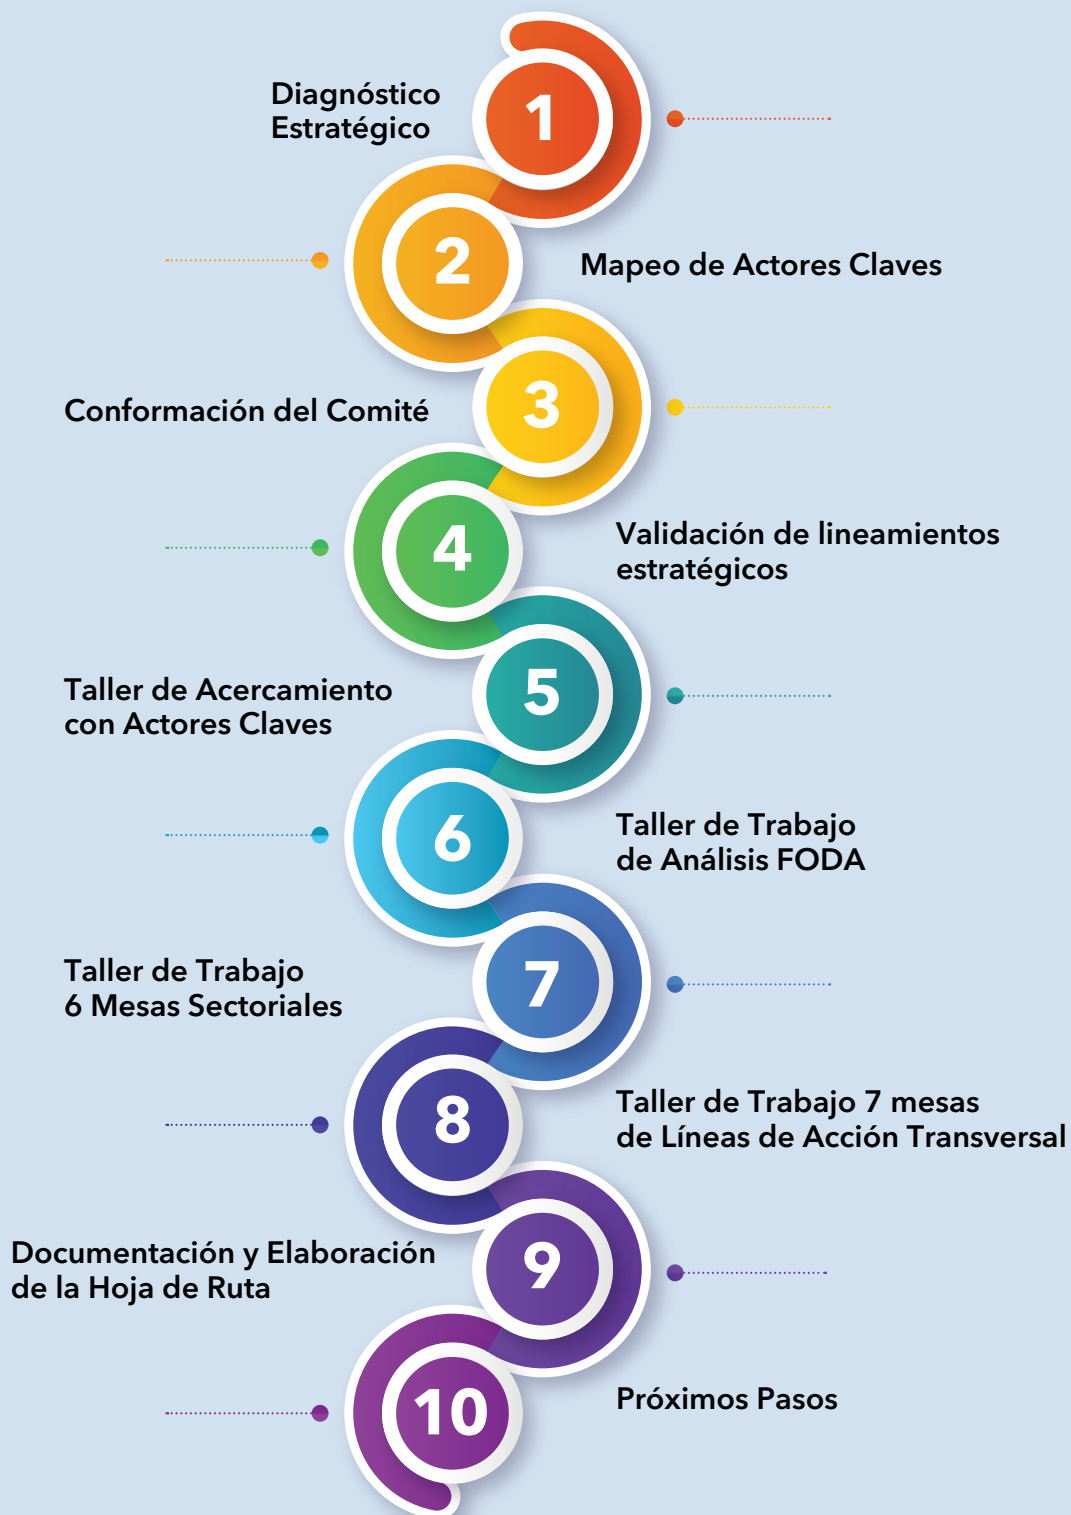 1
Diagnóstico
Estratégico
2
Mapeo de Actores Claves
3
Conformación del Comité
4
Validación de lineamientos
estratégicos
5
Taller de Acercamiento
con Actores Claves
6
Taller de Trabajo
de Análisis FODA
7
Taller de Trabajo
6 Mesas Sectoriales
8
Taller de Trabajo 7 mesas
de Líneas de Acción Transversal
9
Documentación y Elaboración
de la Hoja de Ruta
10
Próximos Pasos